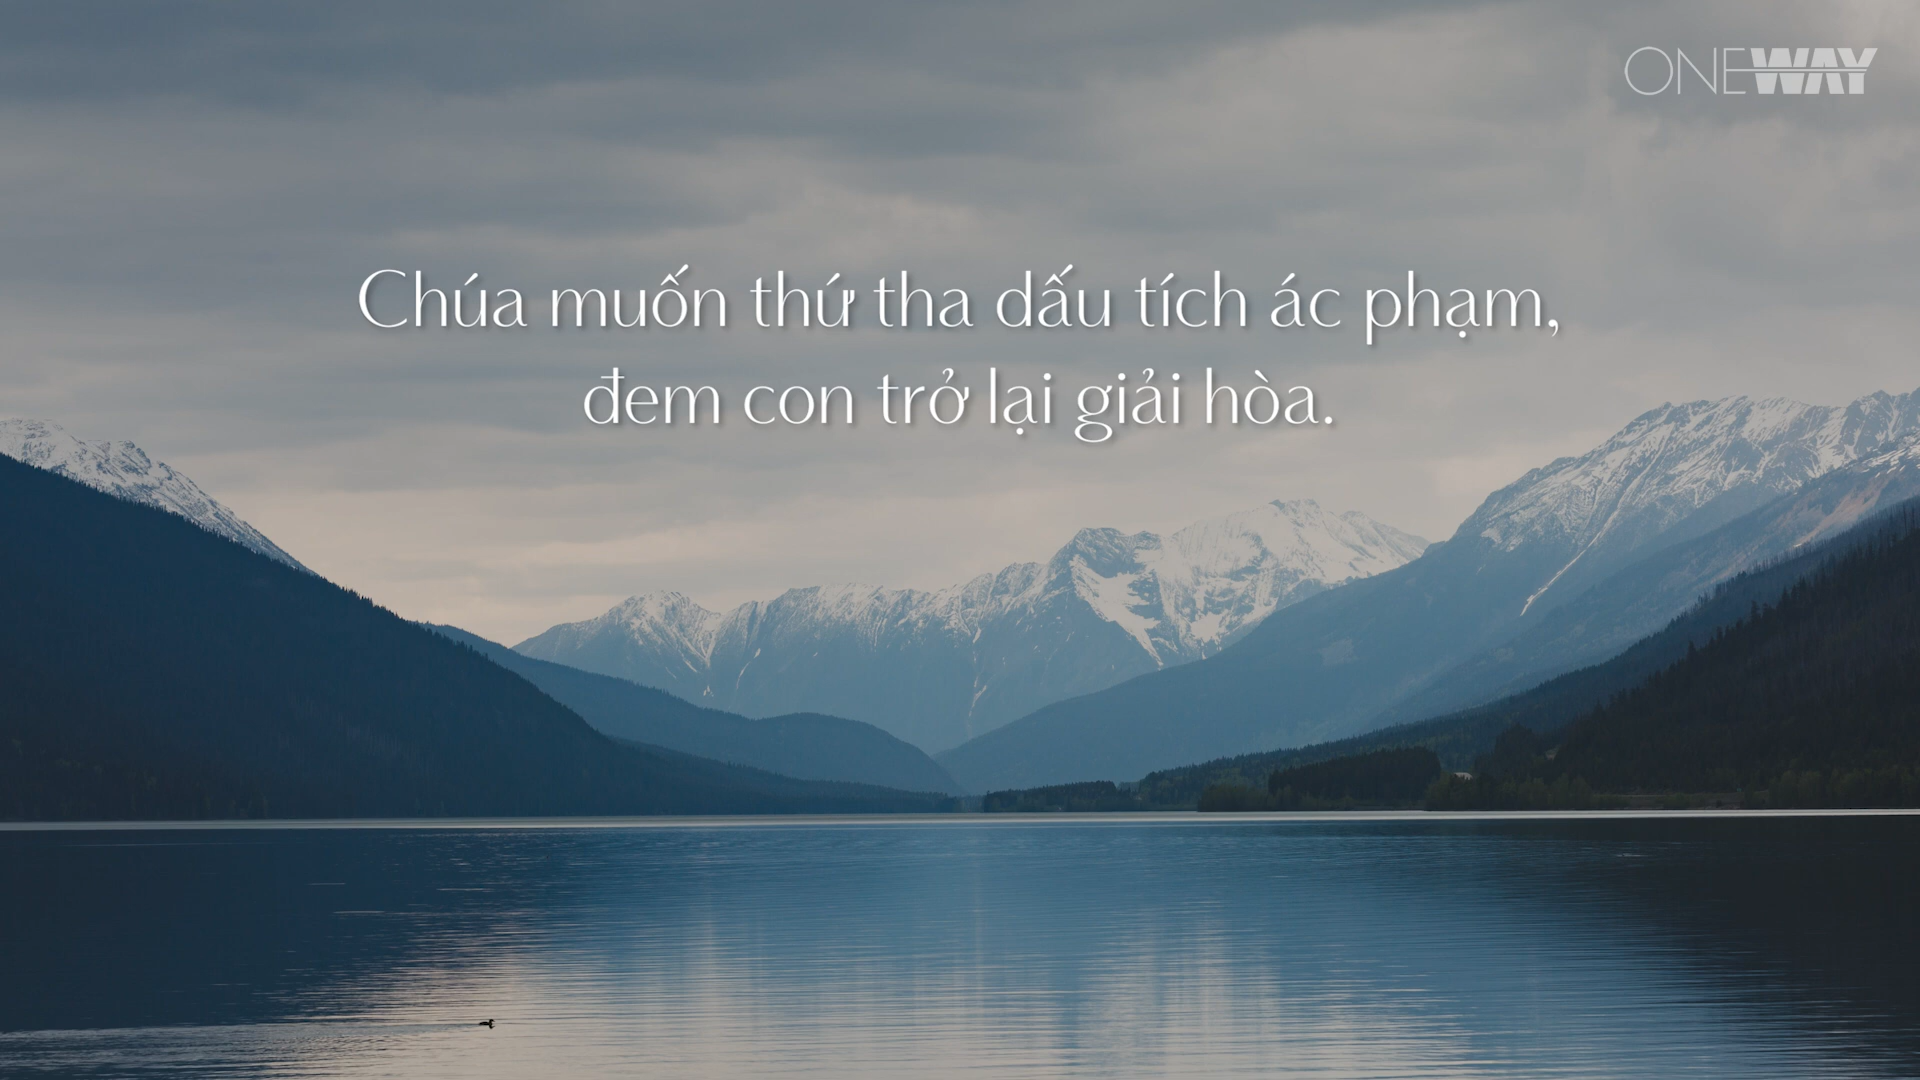 ONEWAY
Chúa muốn thứ tha dấu tích ác phạm,
đem con trở lại giải hòa.